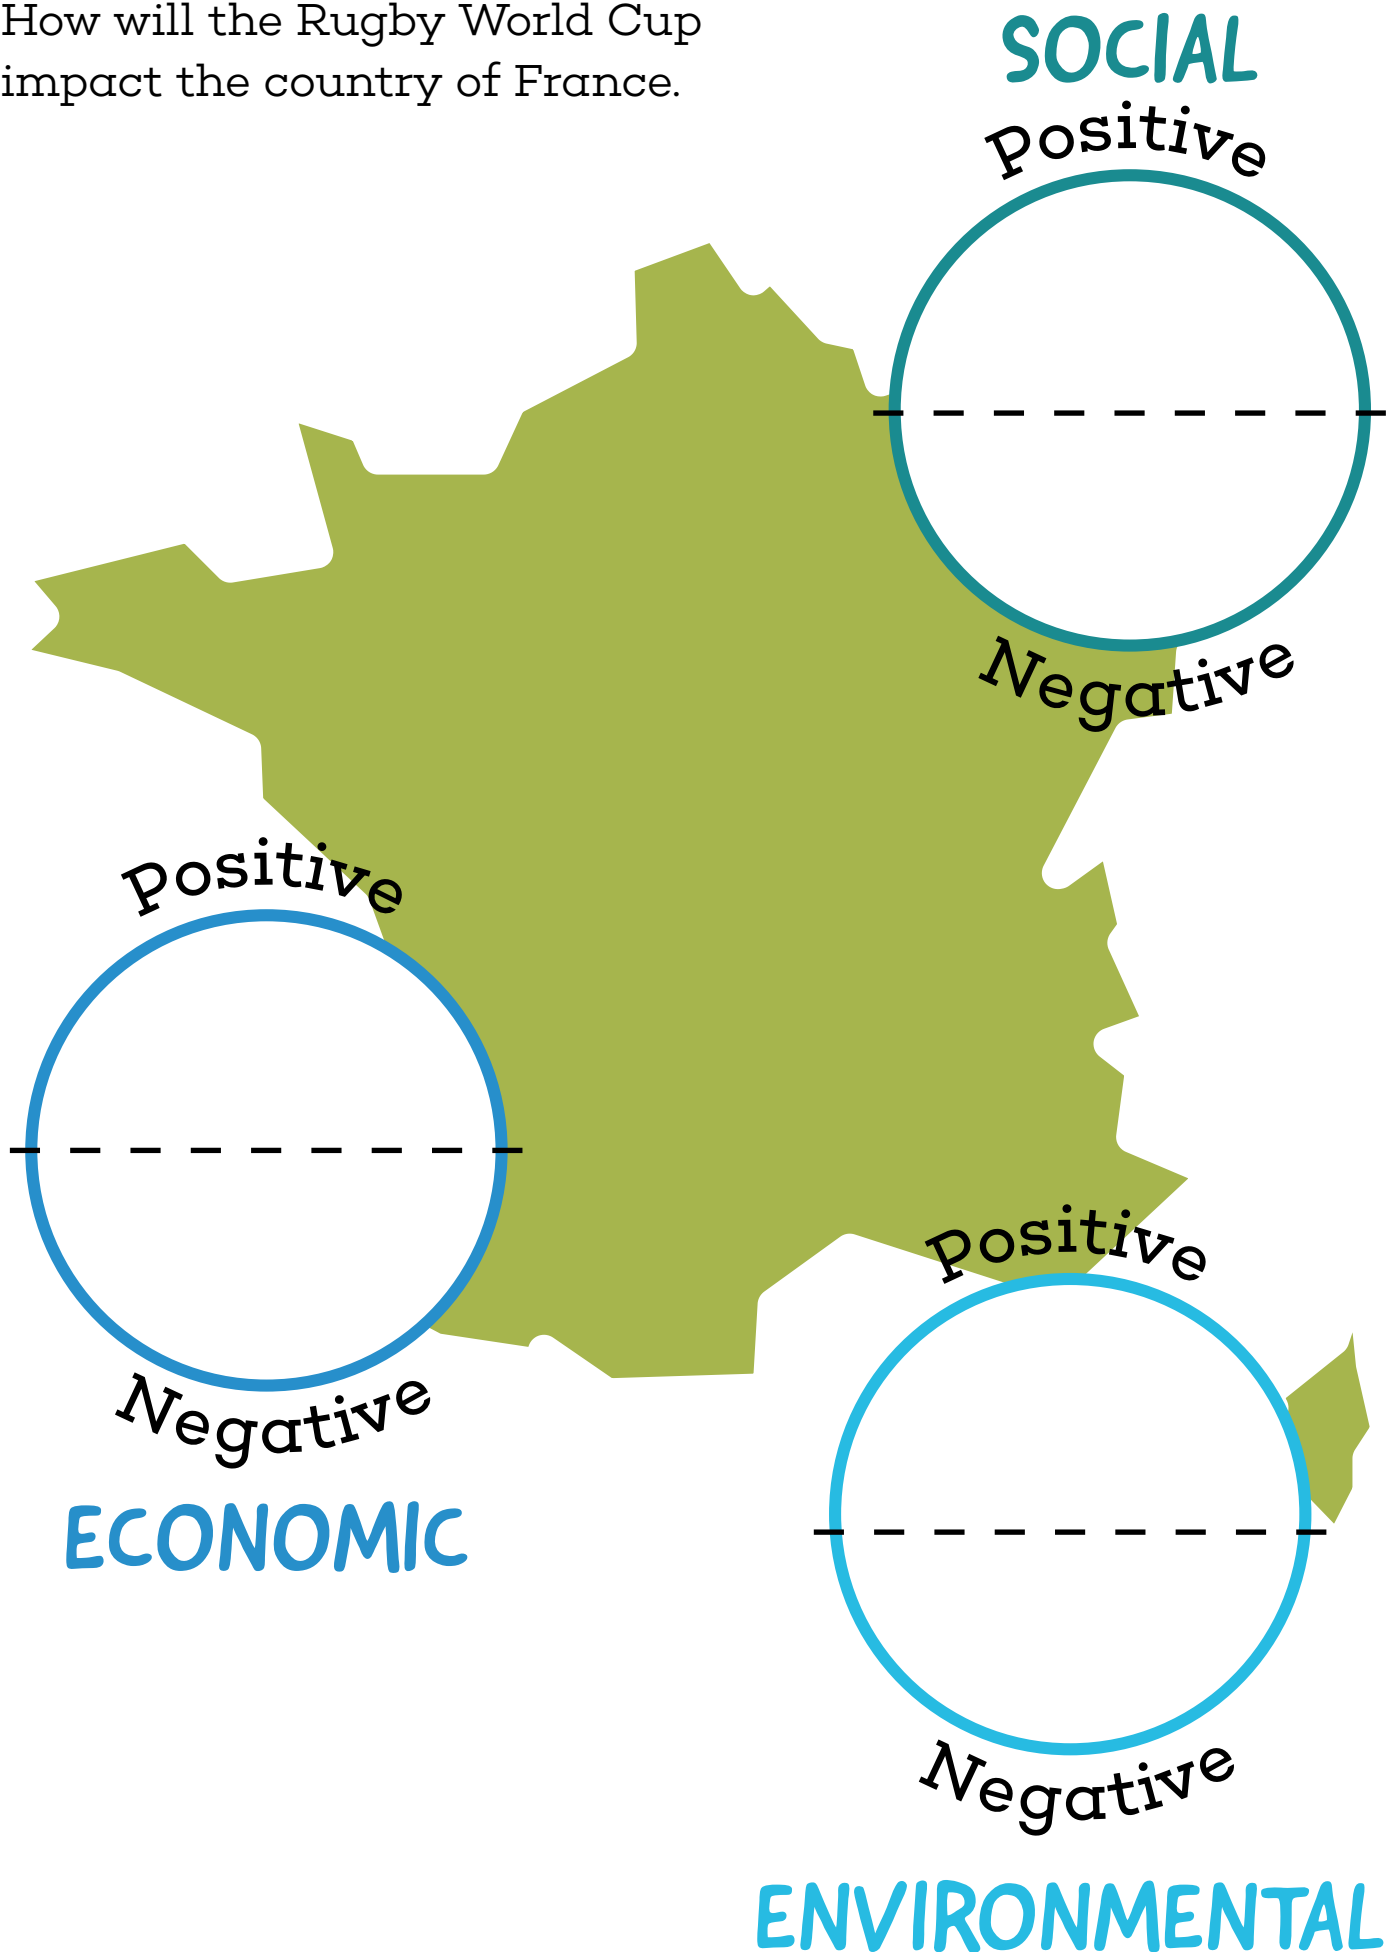 How will the Rugby World Cup
impact the country of France.
SOCIAL
Positive
Negative
Positive
Negative
ECONOMIC
Positive
Negative
ENVIRONMENTAL